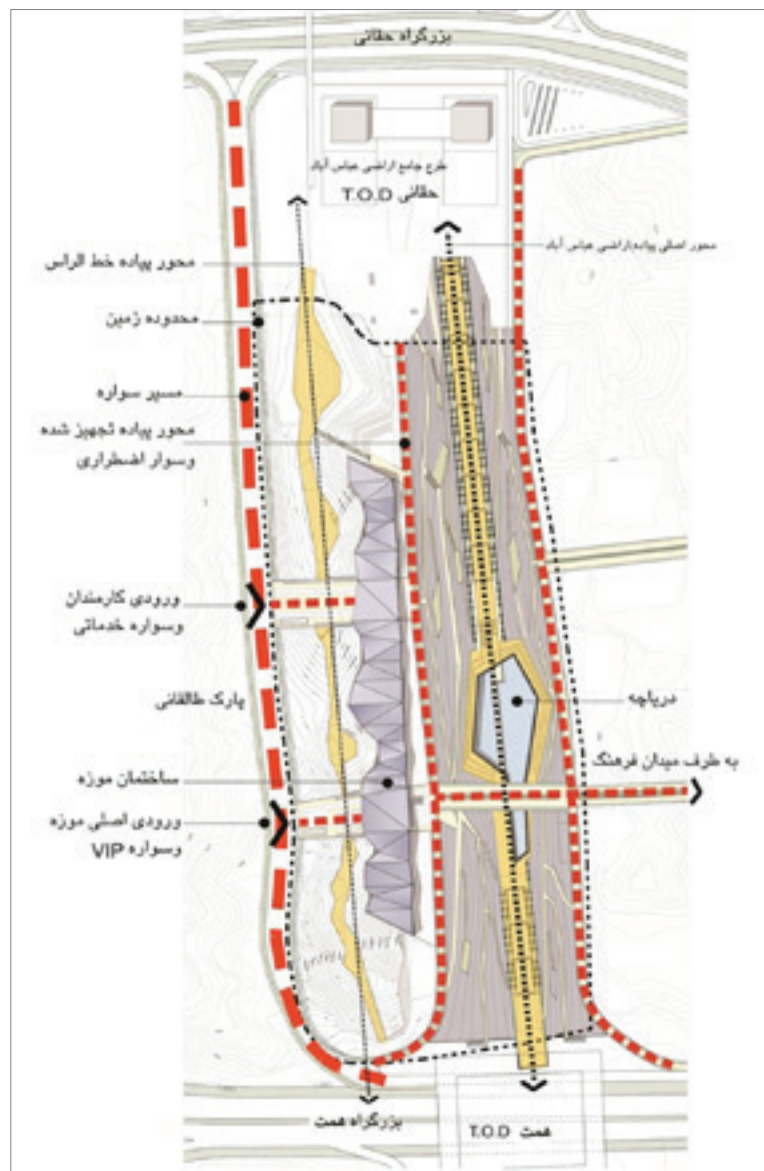 بزرگراه حقانی
طرح جامع اراضی عباس آباد
حقانی T.O.D
محور اصلی پیاده اراضی عباس آباد
محور پیاده خط الراس
محدوده زمین
مسیر سواره
محور پیاده تجهیز شده
وسوار اضطراری
ورودی کارمندان
وسواره خدماتی
پارک طالقانی
دریاچه
به طرف میدان فرهنگ
ساختمان موزه
ورودی اصلی موزه
وسواره VIP
بزرگراه همت
همت T.O.D